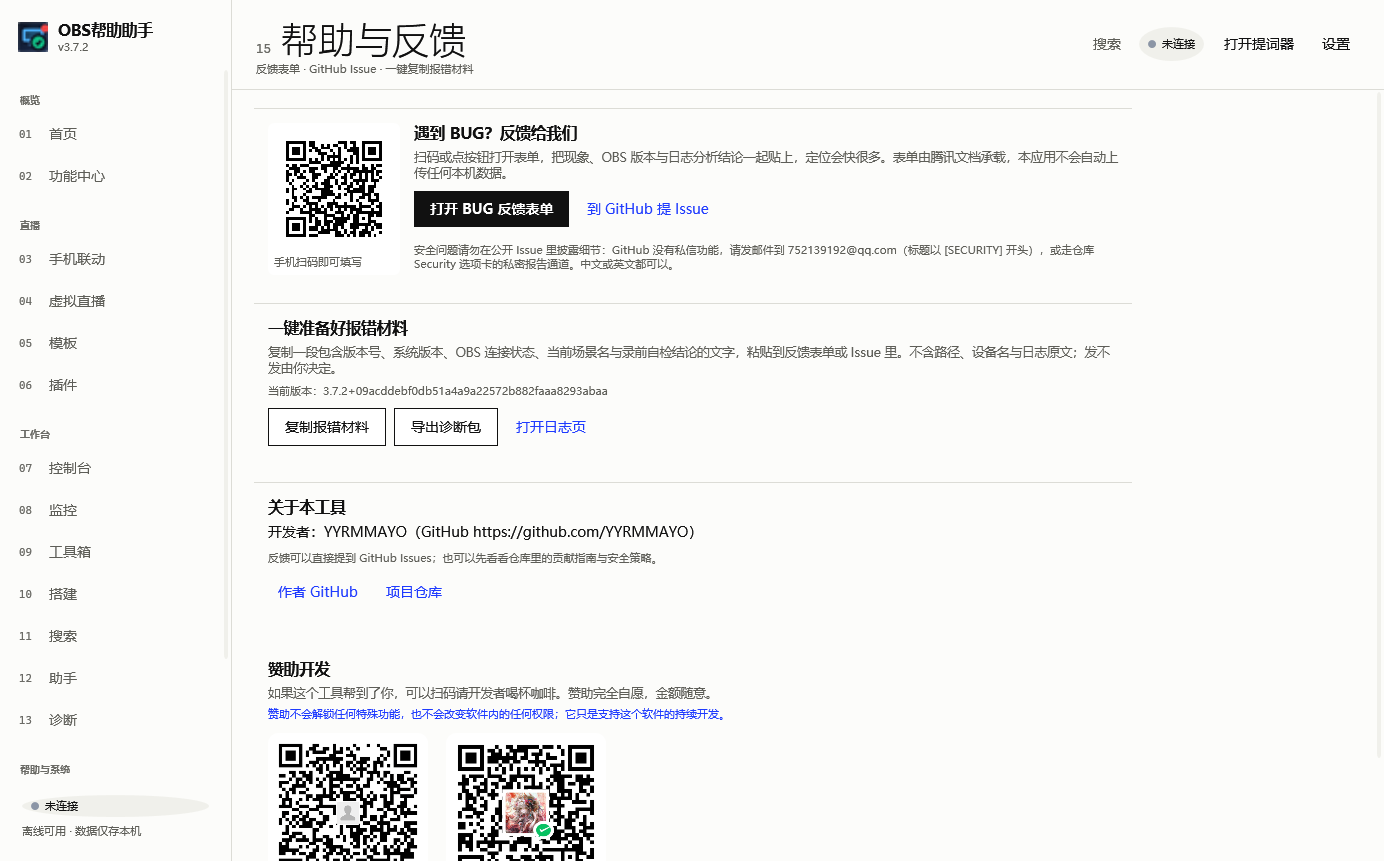 OBS帮助助手
v3.7.2
概览
01 首页
02 功能中心
直播
03 手机联动
04 虚拟直播
05 模板
06 插件
工作台
07 控制台
08 监控
09 工具箱
10 搭建
11 搜索
12 助手
13 诊断
帮助与系统
未连接
离线可用 · 数据仅存本机
15 帮助与反馈
反馈表单 · GitHub Issue · 一键复制报错材料
搜索
未连接
打开提词器
设置
手机扫码即可填写
遇到 BUG？反馈给我们
扫码或点按钮打开表单，把现象、OBS 版本与日志分析结论一起贴上，定位会快很多。表单由腾讯文档承载，本应用不会自动上
传任何本机数据。
打开 BUG 反馈表单
到 GitHub 提 Issue
安全问题请勿在公开 Issue 里披露细节：GitHub 没有私信功能，请发邮件到 752139192@qq.com（标题以 [SECURITY] 开头），或走仓库
Security 选项卡的私密报告通道。中文或英文都可以。
一键准备好报错材料
复制一段包含版本号、系统版本、OBS 连接状态、当前场景名与录前自检结论的文字，粘贴到反馈表单或 Issue 里。不含路径、设备名与日志原文；发不
发由你决定。
当前版本：3.7.2+09acddebf0db51a4a9a22572b882faaa8293abaa
复制报错材料
导出诊断包
打开日志页
关于本工具
开发者：YYRMMAYO（GitHub https://github.com/YYRMMAYO）
反馈可以直接提到 GitHub Issues；也可以先看看仓库里的贡献指南与安全策略。
作者 GitHub
项目仓库
赞助开发
如果这个工具帮到了你，可以扫码请开发者喝杯咖啡。赞助完全自愿，金额随意。
赞助不会解锁任何特殊功能，也不会改变软件内的任何权限；它只是支持这个软件的持续开发。